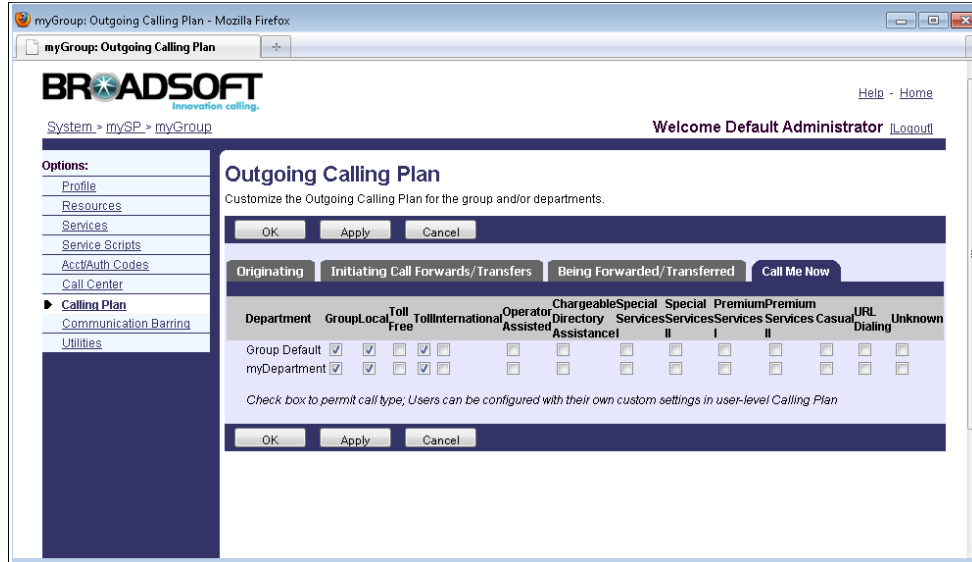 myGroup: Outgoing Calling Plan - Mozilla Firefox
myGroup: Outgoing Calling Plan
BROADSOFT
Innovation calling.
Help - Home
System > mySP > myGroup
Welcome Default Administrator [Logout]
Options:
Profile
Resources
Services
Service Scripts
Acct/Auth Codes
Call Center
Calling Plan
Communication Barring
Utilities
Outgoing Calling Plan
Customize the Outgoing Calling Plan for the group and/or departments.
OK Apply Cancel
Originating Initiating Call Forwards/Transfers Being Forwarded/Transferred Call Me Now
Department Group Local Toll Free Toll International Operator Assisted Chargeable Directory Assistance Special Services I Special Services II Premium Services I Premium Services II Casual URL Dialing Unknown
Group Default
myDepartment
Check box to permit call type; Users can be configured with their own custom settings in user-level Calling Plan
OK Apply Cancel